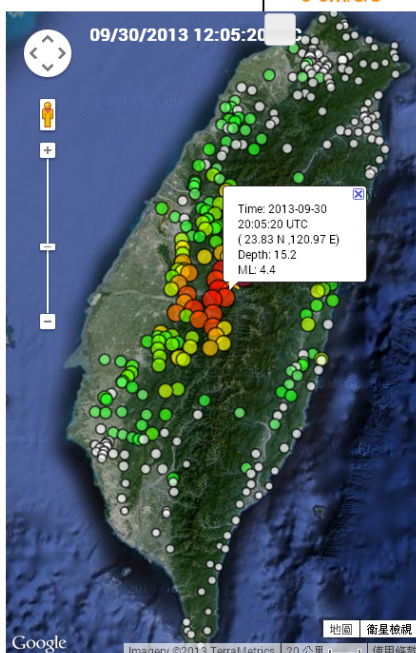 09/30/2013 12:05:20
Time: 2013-09-30
20:05:20 UTC
( 23.83 N ,120.97 E)
Depth: 15.2
ML: 4.4
地圖
衛星檢視
Google
Imagery ©2013 TerraMetrics
20 公里